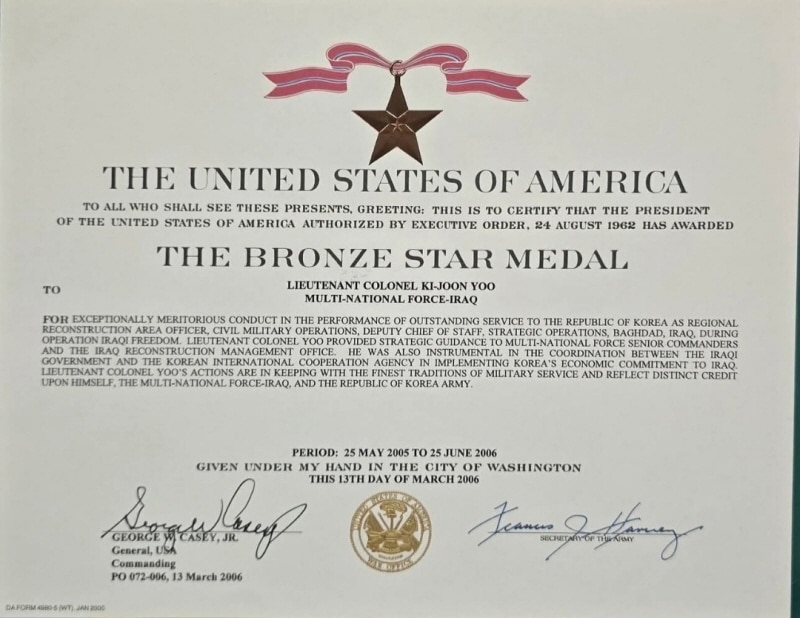 THE UNITED STATES OF AMERICA
TO ALL WHO SHALL SEE THESE PRESENTS, GREETING: THIS IS TO CERTIFY THAT THE PRESIDENT
OF THE UNITED STATES OF AMERICA AUTHORIZED BY EXECUTIVE ORDER, 24 AUGUST 1962 HAS AWARDED
THE BRONZE STAR MEDAL
TO
LIEUTENANT COLONEL KI-JOON YOO
MULTI-NATIONAL FORCE-IRAQ
FOR EXCEPTIONALLY MERITORIOUS CONDUCT IN THE PERFORMANCE OF OUTSTANDING SERVICE TO THE REPUBLIC OF KOREA AS REGIONAL
RECONSTRUCTION AREA OFFICER, CIVIL MILITARY OPERATIONS, DEPUTY CHIEF OF STAFF, STRATEGIC OPERATIONS, BAGHDAD, IRAQ, DURING
OPERATION IRAQI FREEDOM. LIEUTENANT COLONEL YOO PROVIDED STRATEGIC GUIDANCE TO MULTI-NATIONAL FORCE SENIOR COMMANDERS
AND THE IRAQ RECONSTRUCTION MANAGEMENT OFFICE. HE WAS ALSO INSTRUMENTAL IN THE COORDINATION BETWEEN THE IRAQI
GOVERNMENT AND THE KOREAN INTERNATIONAL COOPERATION AGENCY IN IMPLEMENTING KOREA'S ECONOMIC COMMITMENT TO IRAQ.
LIEUTENANT COLONEL YOO'S ACTIONS ARE IN KEEPING WITH THE FINEST TRADITIONS OF MILITARY SERVICE AND REFLECT DISTINCT CREDIT
UPON HIMSELF, THE MULTI-NATIONAL FORCE-IRAQ, AND THE REPUBLIC OF KOREA ARMY.
PERIOD: 25 MAY 2005 TO 25 JUNE 2006
GIVEN UNDER MY HAND IN THE CITY OF WASHINGTON
THIS 13TH DAY OF MARCH 2006
George W Casey
GEORGE W. CASEY, JR.
General, USA
Commanding
PO 072-006, 13 March 2006
UNITED STATES OF AMERICA
WAR OFFICE
Francis J. Harvey
SECRETARY OF THE ARMY
DA FORM 4980-5 (WT), JAN 2000